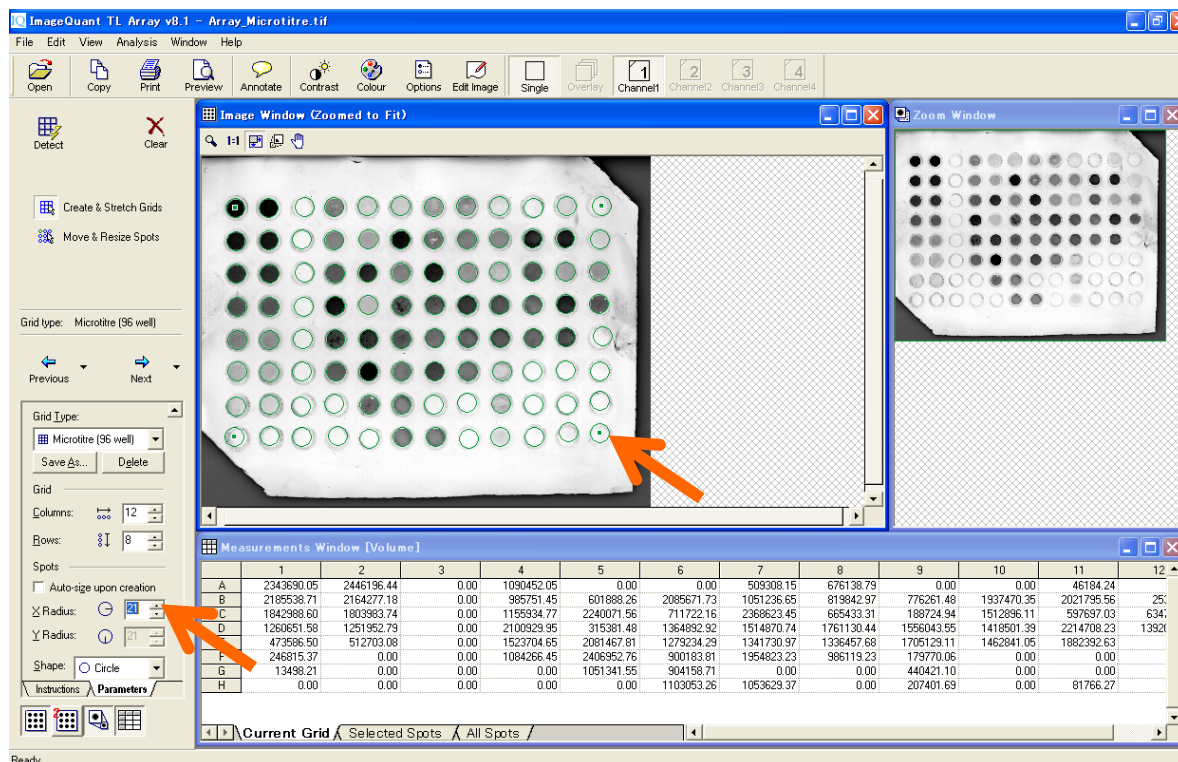 ImageQuant TL Array v8.1 - Array_Microtitre.tif
File Edit View Analysis Window Help
Open Copy Print Preview Annotate Contrast Colour Options Edit Image Single Overlay Channel1 Channel2 Channel3 Channel4
Detect Clear
Create & Stretch Grids
Move & Resize Spots
Grid type: Microtitre (96 well)
Previous Next
Grid Type:
Microtitre (96 well)
Save As... Delete
Grid
Columns: 12
Rows: 8
Spots
Auto-size upon creation
X Radius: 21
Y Radius: 21
Shape: Circle
Instructions Parameters
Image Window (Zoomed to Fit)
1:1
Zoom Window
Measurements Window [Volume]
1 2 3 4 5 6 7 8 9 10 11 12
A 2343690.05 2446196.44 0.00 1090452.05 0.00 0.00 509308.15 676138.79 0.00 0.00 46184.24
B 2185538.71 2164277.18 0.00 985751.45 601888.26 2085671.73 1051236.65 819842.97 776261.48 1937470.35 2021795.56
C 1842988.60 1803983.74 0.00 1155934.77 2240071.56 711722.16 2368623.45 665433.31 188724.94 1512896.11 597697.03
D 1260651.58 1251952.79 0.00 2100929.95 315381.48 1364892.92 1514870.74 1761130.44 1556043.55 1418501.39 2214708.23
473586.50 512703.08 0.00 1523704.65 2081467.81 1279234.29 1341730.97 1336457.68 1705129.11 1462841.05 1882392.63
F 246815.37 0.00 0.00 1084266.45 2406952.76 900183.81 1954823.23 986119.23 179770.06 0.00 0.00
G 13498.21 0.00 0.00 0.00 1051341.55 904158.71 0.00 0.00 440421.10 0.00 0.00
H 0.00 0.00 0.00 0.00 0.00 1103053.26 1053629.37 0.00 207401.69 0.00 81766.27
Current Grid Selected Spots All Spots
Ready